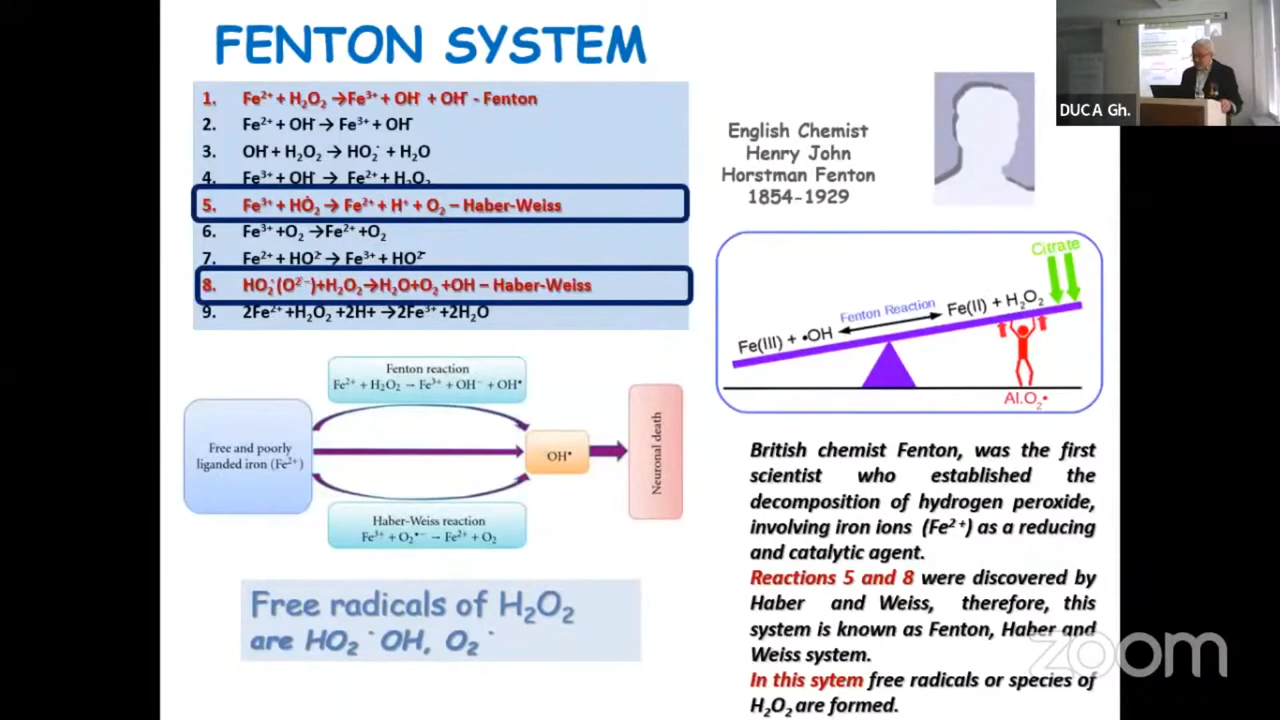 FENTON SYSTEM
1. Fe²⁺ + H₂O₂ →Fe³⁺ + OH˙ + OH⁻ - Fenton
2. Fe²⁺ + OH˙→ Fe³⁺ + OH⁻
3. OH˙+ H₂O₂ → HO₂˙ + H₂O
4. Fe³⁺ + OH˙ → Fe²⁺ + H₂O₂
5. Fe³⁺ + HȮ₂ → Fe²⁺ + H⁺ + O₂ – Haber-Weiss
6. Fe³⁺ +O₂ →Fe²⁺ +O₂
7. Fe²⁺ + HO²⁻ → Fe³⁺ + HO²⁻
8. HO₂˙(O²⁻)+H₂O₂→H₂O+O₂ +OH – Haber-Weiss
9. 2Fe²⁺ +H₂O₂ +2H+ →2Fe³⁺ +2H₂O
English Chemist
Henry John
Horstman Fenton
1854-1929
DUCA Gh.
Citrate
Fe(III) + •OH
Fenton Reaction
Fe(II) + H₂O₂
Al.O₂•
Fenton reaction
Fe²⁺ + H₂O₂ → Fe³⁺ + OH⁻ + OH•
Free and poorly
liganded iron (Fe²⁺)
OH•
Neuronal death
Haber-Weiss reaction
Fe³⁺ + O₂•⁻ → Fe²⁺ + O₂
Free radicals of H₂O₂
are HO₂˙ ˙OH, O₂˙
British chemist Fenton, was the first
scientist who established the
decomposition of hydrogen peroxide,
involving iron ions (Fe²⁺) as a reducing
and catalytic agent.
Reactions 5 and 8 were discovered by
Haber and Weiss, therefore, this
system is known as Fenton, Haber and
Weiss system.
In this sytem free radicals or species of
H₂O₂ are formed.
zoom